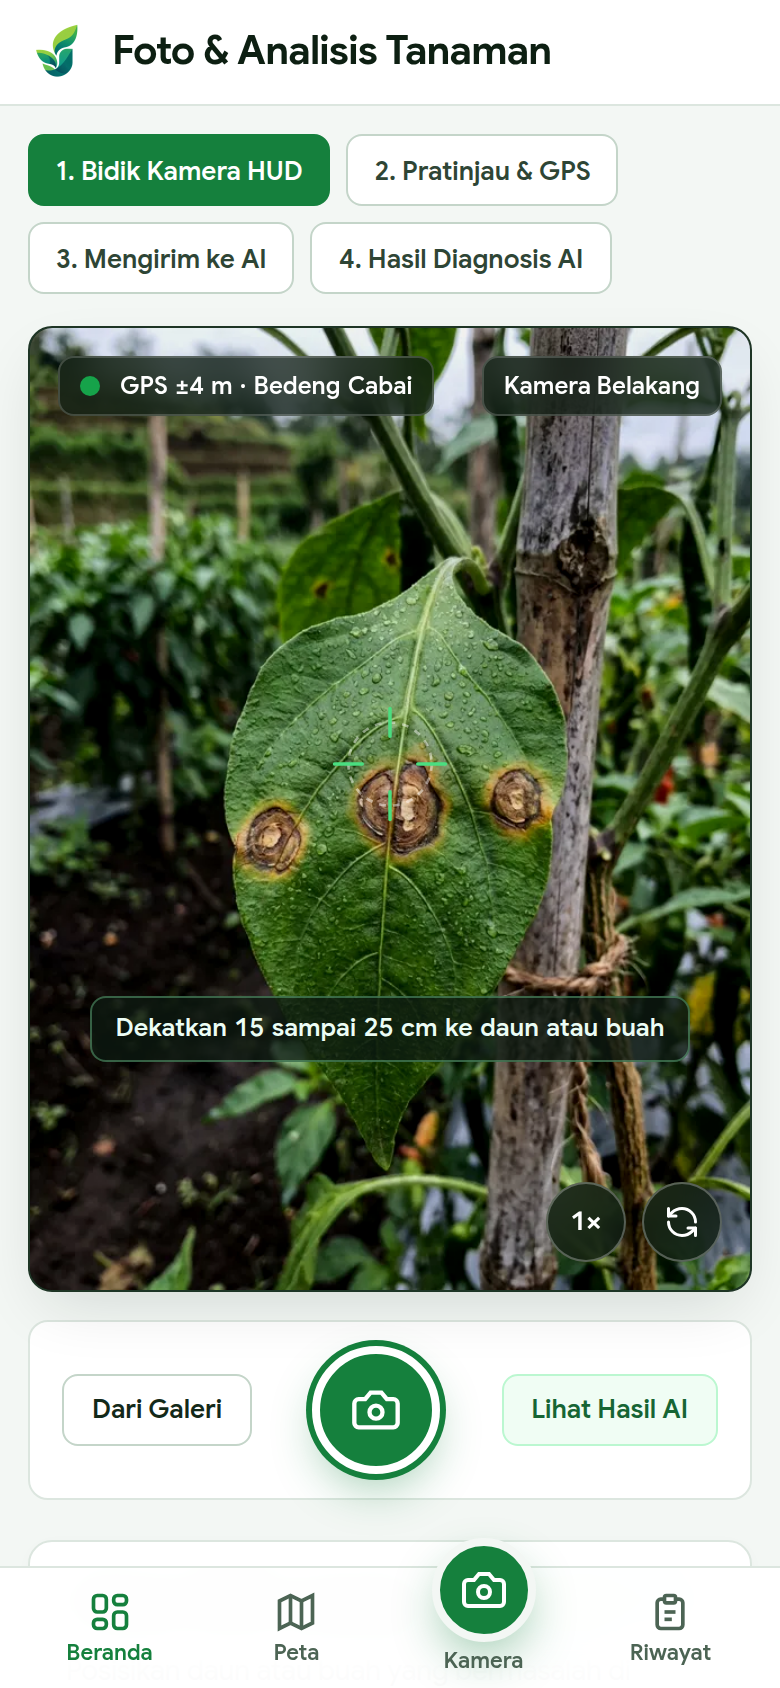 Foto & Analisis Tanaman
1. Bidik Kamera HUD
2. Pratinjau & GPS
3. Mengirim ke AI
4. Hasil Diagnosis AI
GPS ±4 m · Bedeng Cabai
Kamera Belakang
Dekatkan 15 sampai 25 cm ke daun atau buah
1×
Dari Galeri
Lihat Hasil AI
Beranda
Peta
Kamera
Riwayat